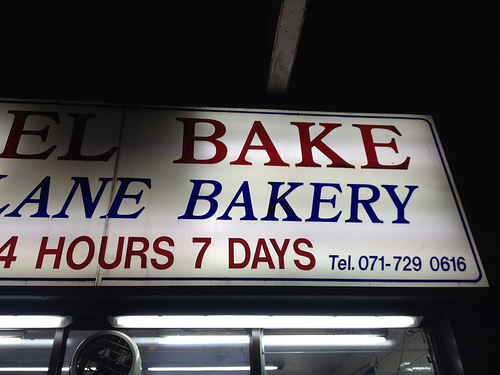 EL BAKE
LANE BAKERY
4 HOURS 7 DAYS Tel. 071-729 0616